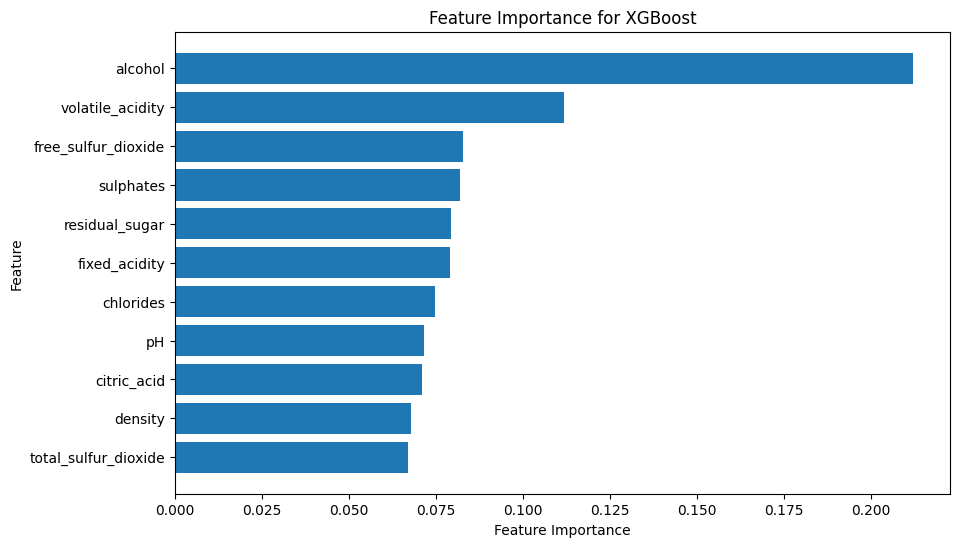 Feature Importance for XGBoost
Feature
alcohol
volatile_acidity
free_sulfur_dioxide
sulphates
residual_sugar
fixed_acidity
chlorides
pH
citric_acid
density
total_sulfur_dioxide
0.000 0.025 0.050 0.075 0.100 0.125 0.150 0.175 0.200
Feature Importance